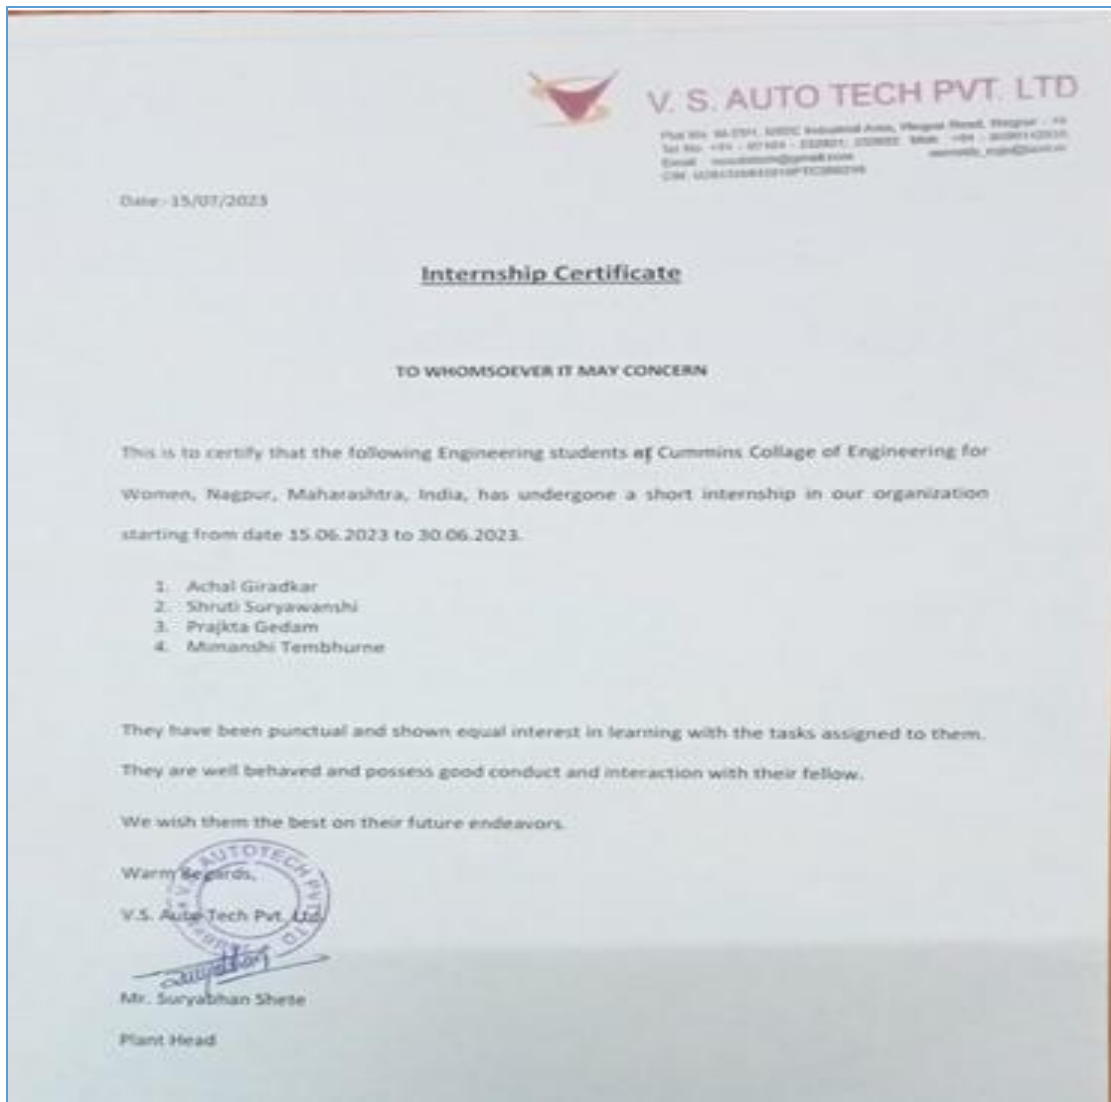 V. S. AUTO TECH PVT. LTD
Industrial Area,
Date:-15/07/2023
Internship Certificate
TO WHOMSOEVER IT MAY CONCERN
This is to certify that the following Engineering students of Cummins Collage of Engineering for
Women, Nagpur, Maharashtra, India, has undergone a short internship in our organization
starting from date 15.06.2023 to 30.06.2023.
1. Achal Giradkar
2. Shruti Suryawanshi
3. Prajkta Gedam
4. Mimanshi Tembhurne
They have been punctual and shown equal interest in learning with the tasks assigned to them.
They are well behaved and possess good conduct and interaction with their fellow.
We wish them the best on their future endeavors.
Warm Regards,
V.S. Auto Tech Pvt. Ltd
AUTOTECH PVT LTD
Mr. Suryabhan Shete
Plant Head